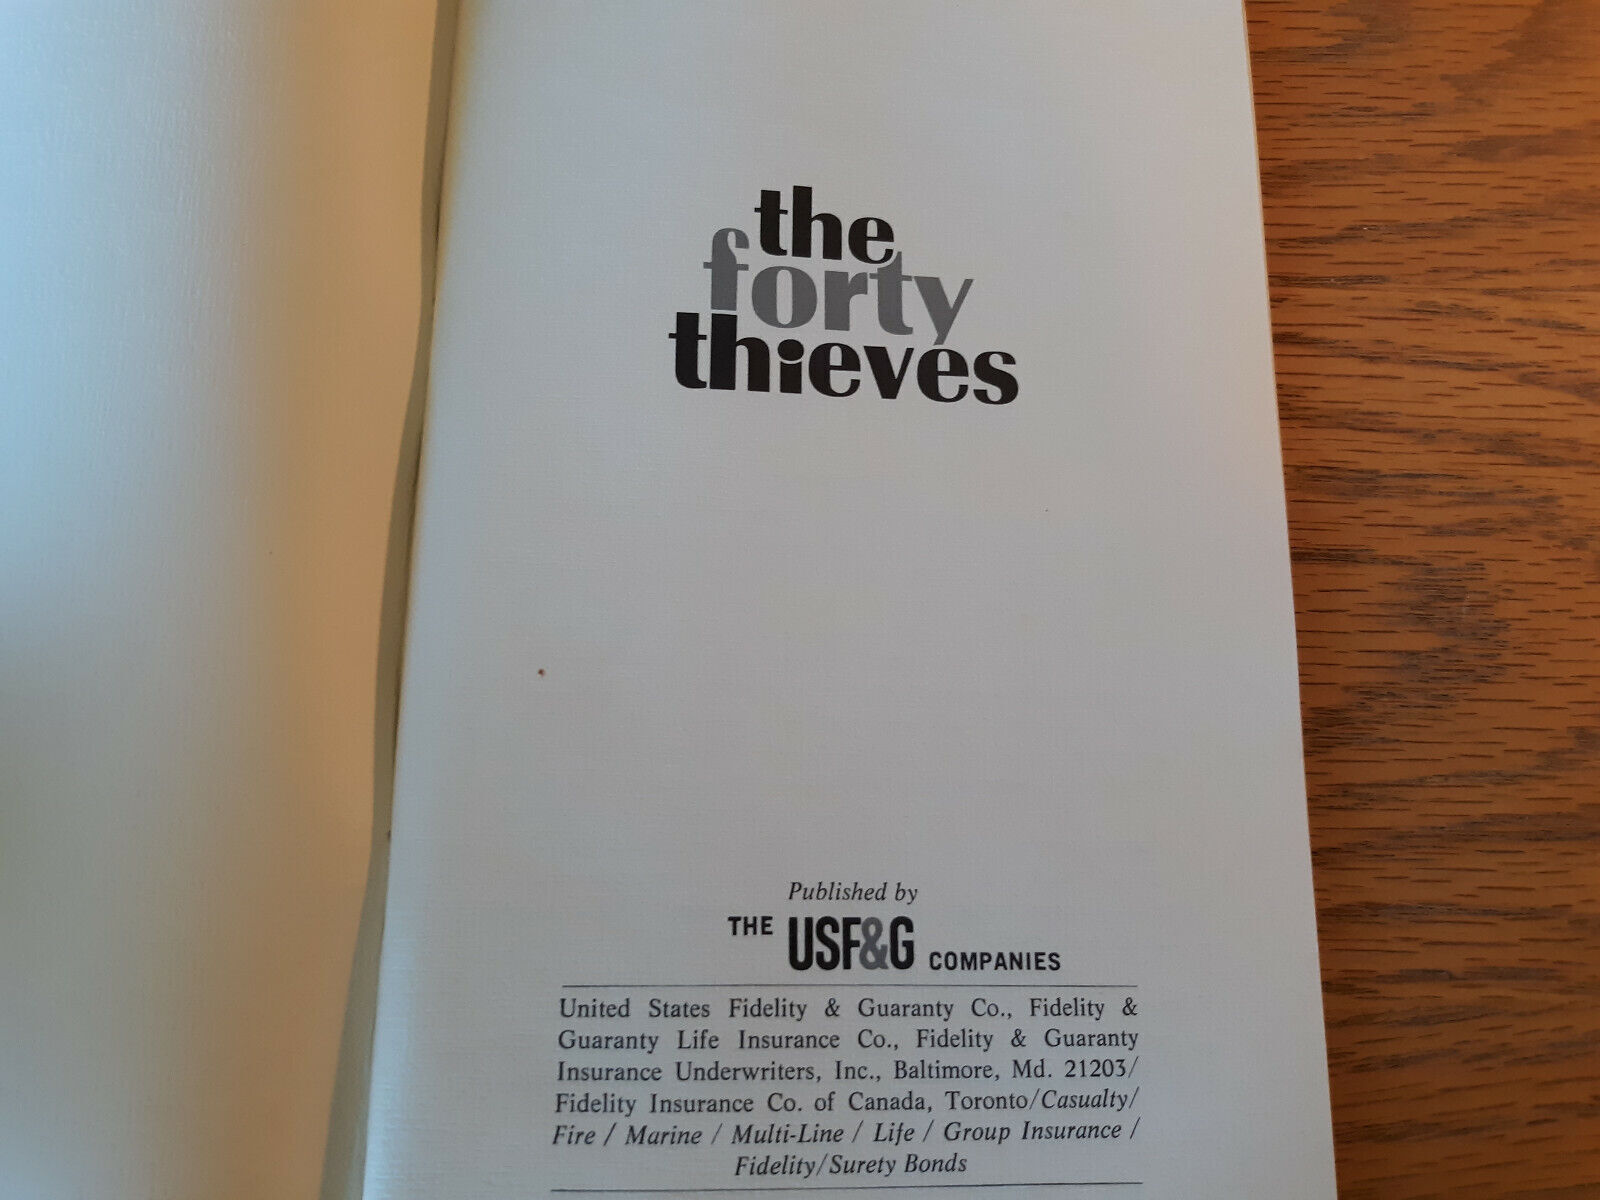 the
forty
thieves
Published by
THE USF&G COMPANIES
United States Fidelity & Guaranty Co., Fidelity &
Guaranty Life Insurance Co., Fidelity & Guaranty
Insurance Underwriters, Inc., Baltimore, Md. 21203/
Fidelity Insurance Co. of Canada, Toronto/Casualty/
Fire / Marine / Multi-Line / Life / Group Insurance /
Fidelity/Surety Bonds